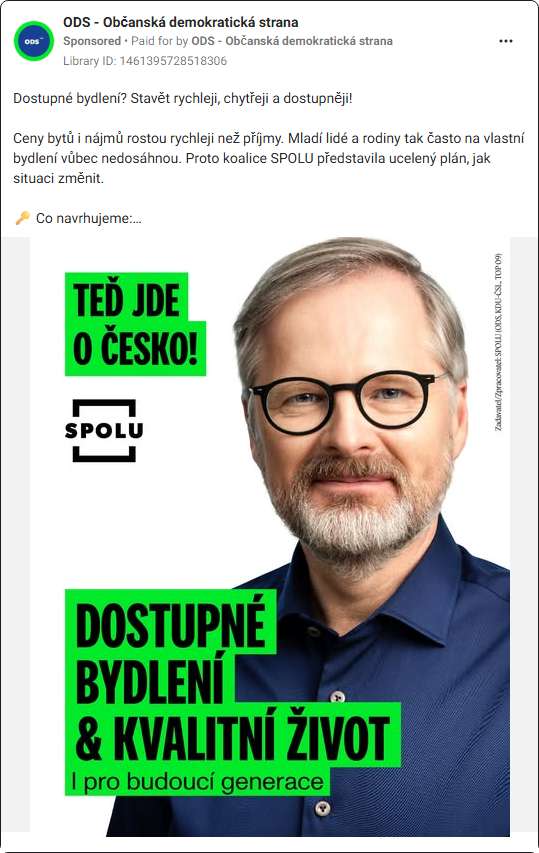 ODS - Občanská demokratická strana
Sponsored • Paid for by ODS - Občanská demokratická strana
Library ID: 1461395728518306
Dostupné bydlení? Stavět rychleji, chytřeji a dostupněji!
Ceny bytů i nájmů rostou rychleji než příjmy. Mladí lidé a rodiny tak často na vlastní
bydlení vůbec nedosáhnou. Proto koalice SPOLU představila ucelený plán, jak
situaci změnit.
🔑 Co navrhujeme:...
TEĎ JDE
O ČESKO!
SPOLU
Zadavatel/Zpracovatel: SPOLU (ODS, KDU-ČSL, TOP 09)
DOSTUPNÉ
BYDLENÍ
& KVALITNÍ ŽIVOT
I pro budoucí generace